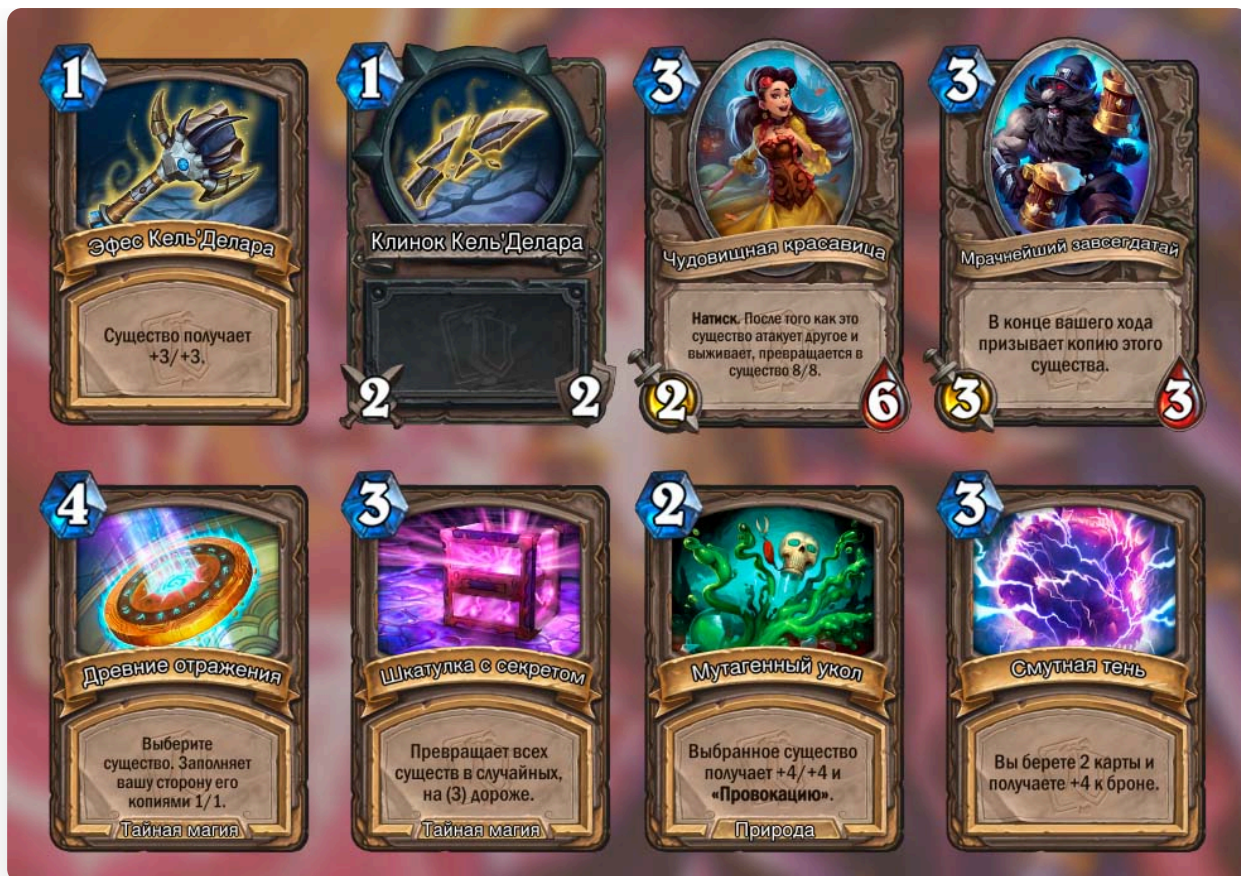 1
Эфес Кель'Делара
Существо получает
+3/+3.
1
Клинок Кель'Делара
2
2
3
Чудовищная красавица
Натиск. После того как это
существо атакует другое и
выживает, превращается в
существо 8/8.
2
6
3
Мрачнейший завсегдатай
В конце вашего хода
призывает копию этого
существа.
3
3
4
Древние отражения
Выберите
существо. Заполняет
вашу сторону его
копиями 1/1.
Тайная магия
3
Шкатулка с секретом
Превращает всех
существ в случайных,
на (3) дороже.
Тайная магия
2
Мутагенный укол
Выбранное существо
получает +4/+4 и
«Провокацию».
Природа
3
Смутная тень
Вы берете 2 карты и
получаете +4 к броне.